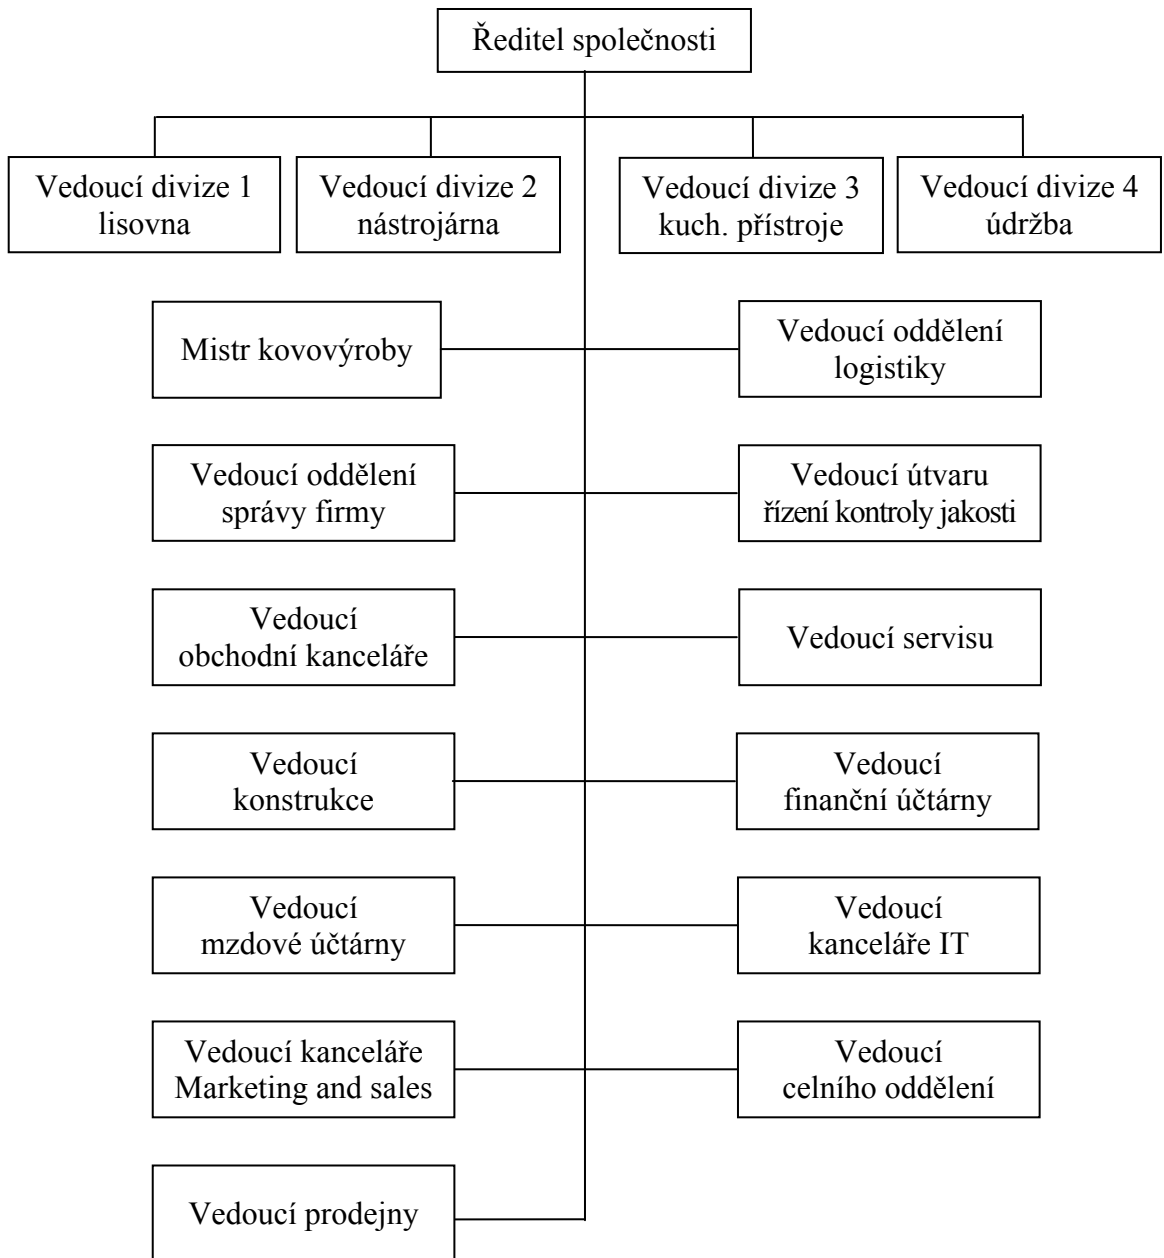 Ředitel společnosti
Vedoucí divize 1
lisovna
Vedoucí divize 2
nástrojárna
Vedoucí divize 3
kuch. přístroje
Vedoucí divize 4
údržba
Mistr kovovýroby
Vedoucí oddělení
logistiky
Vedoucí oddělení
správy firmy
Vedoucí útvaru
řízení kontroly jakosti
Vedoucí
obchodní kanceláře
Vedoucí servisu
Vedoucí
konstrukce
Vedoucí
finanční účtárny
Vedoucí
mzdové účtárny
Vedoucí
kanceláře IT
Vedoucí kanceláře
Marketing and sales
Vedoucí
celního oddělení
Vedoucí prodejny